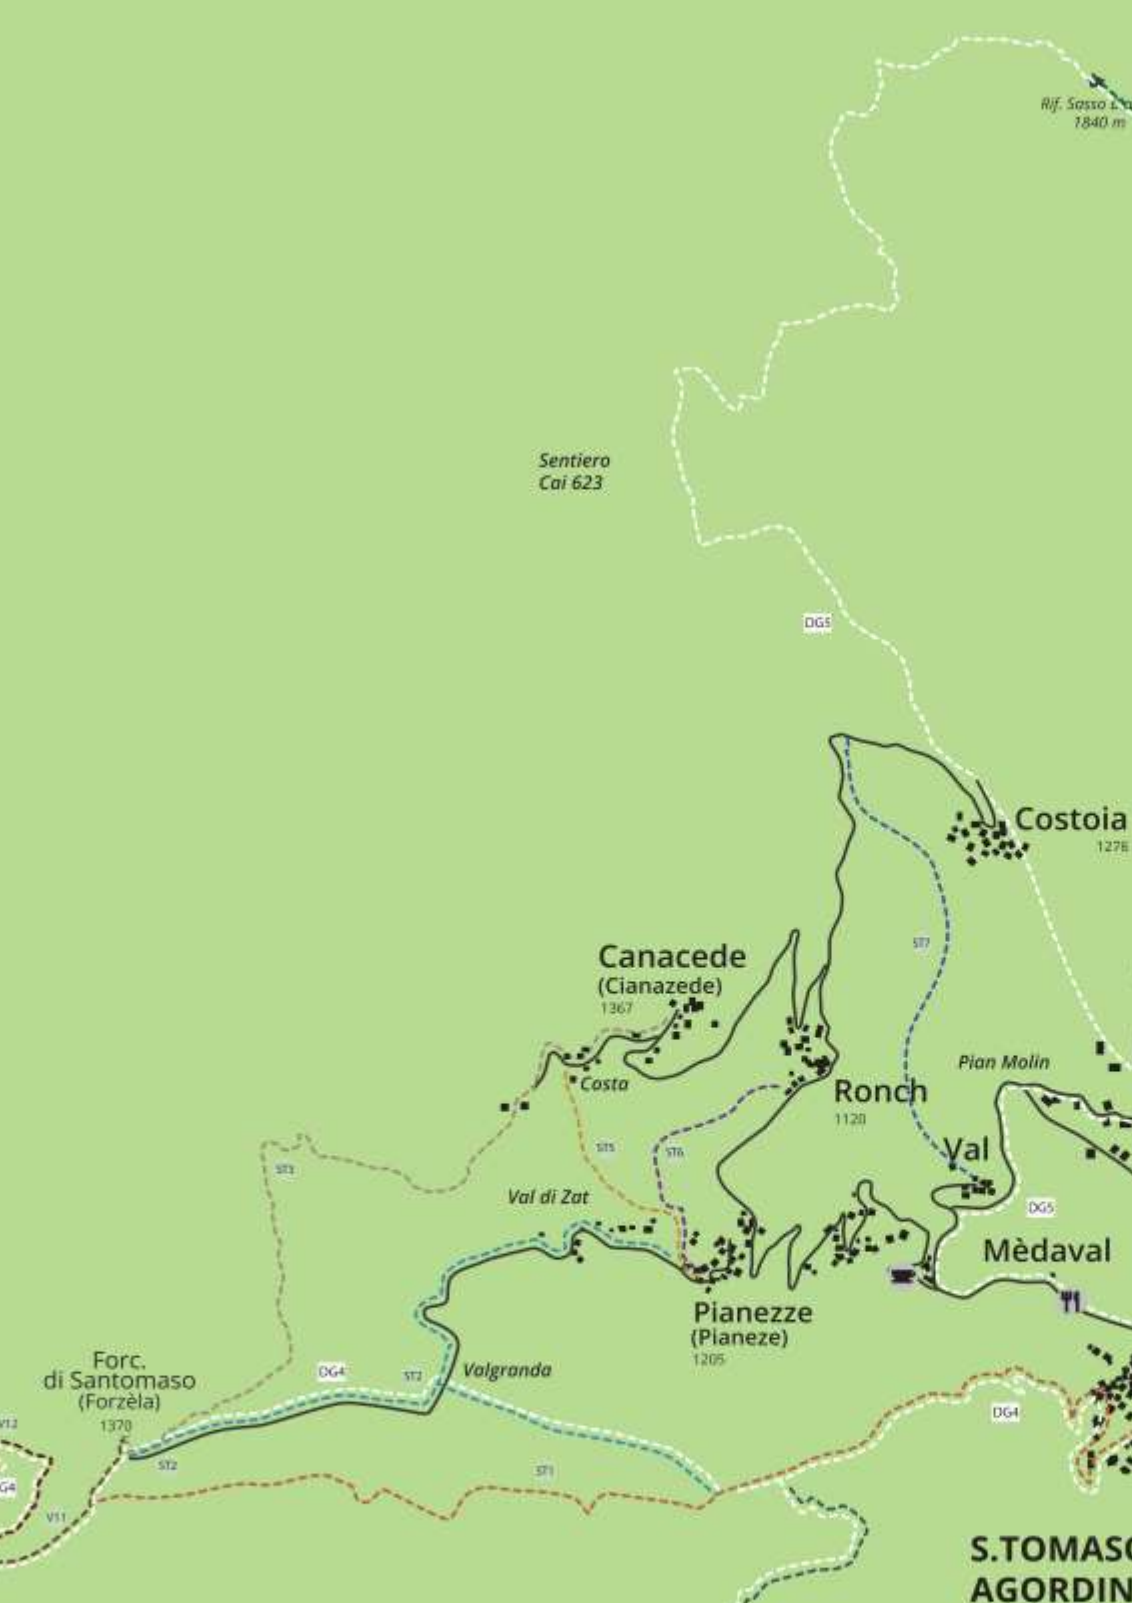 Rif. Sasso
1840 m
Sentiero
Cai 623
DG5
Costoia
1276
ST7
Canacede
(Cianazede)
1367
Pian Molin
Costa
Ronch
1120
ST5
ST6
Val
ST3
Val di Zat
DG5
Mèdaval
Pianezze
(Pianeze)
1205
Forc.
di Santomaso
(Forzèla)
1370
DG4
ST2
Valgranda
DG4
V12
ST2
ST1
G4
V11
S.TOMASO
AGORDIN